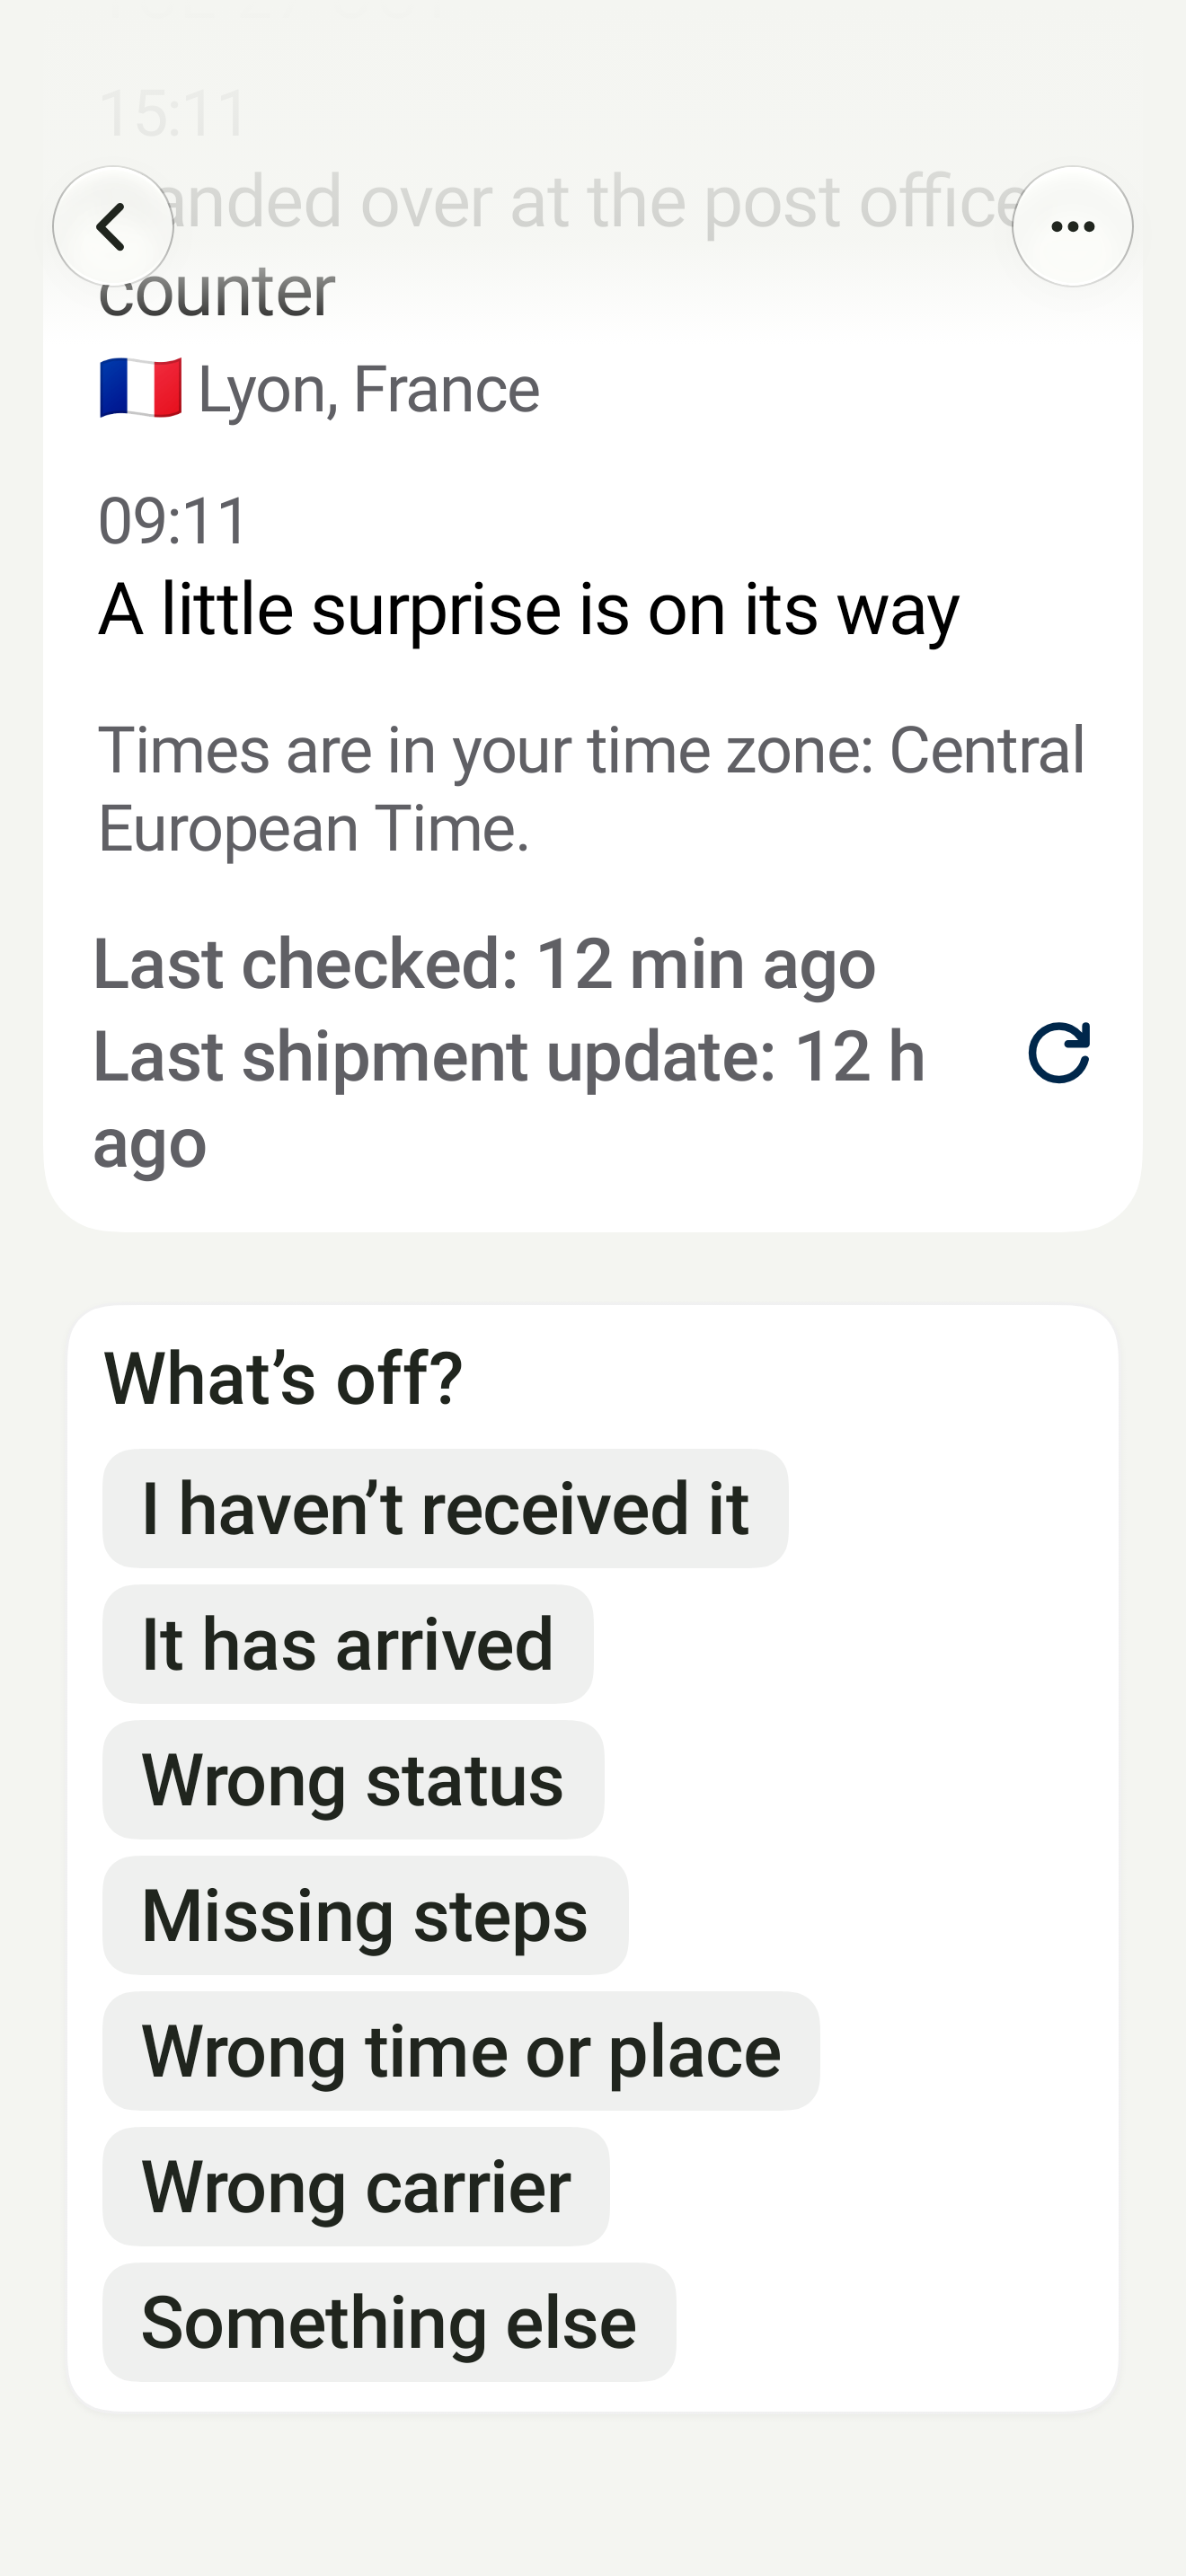 15:11
anded over at the post office
counter
Lyon, France
09:11
A little surprise is on its way
Times are in your time zone: Central
European Time.
Last checked: 12 min ago
Last shipment update: 12 h
ago
What’s off?
I haven’t received it
It has arrived
Wrong status
Missing steps
Wrong time or place
Wrong carrier
Something else